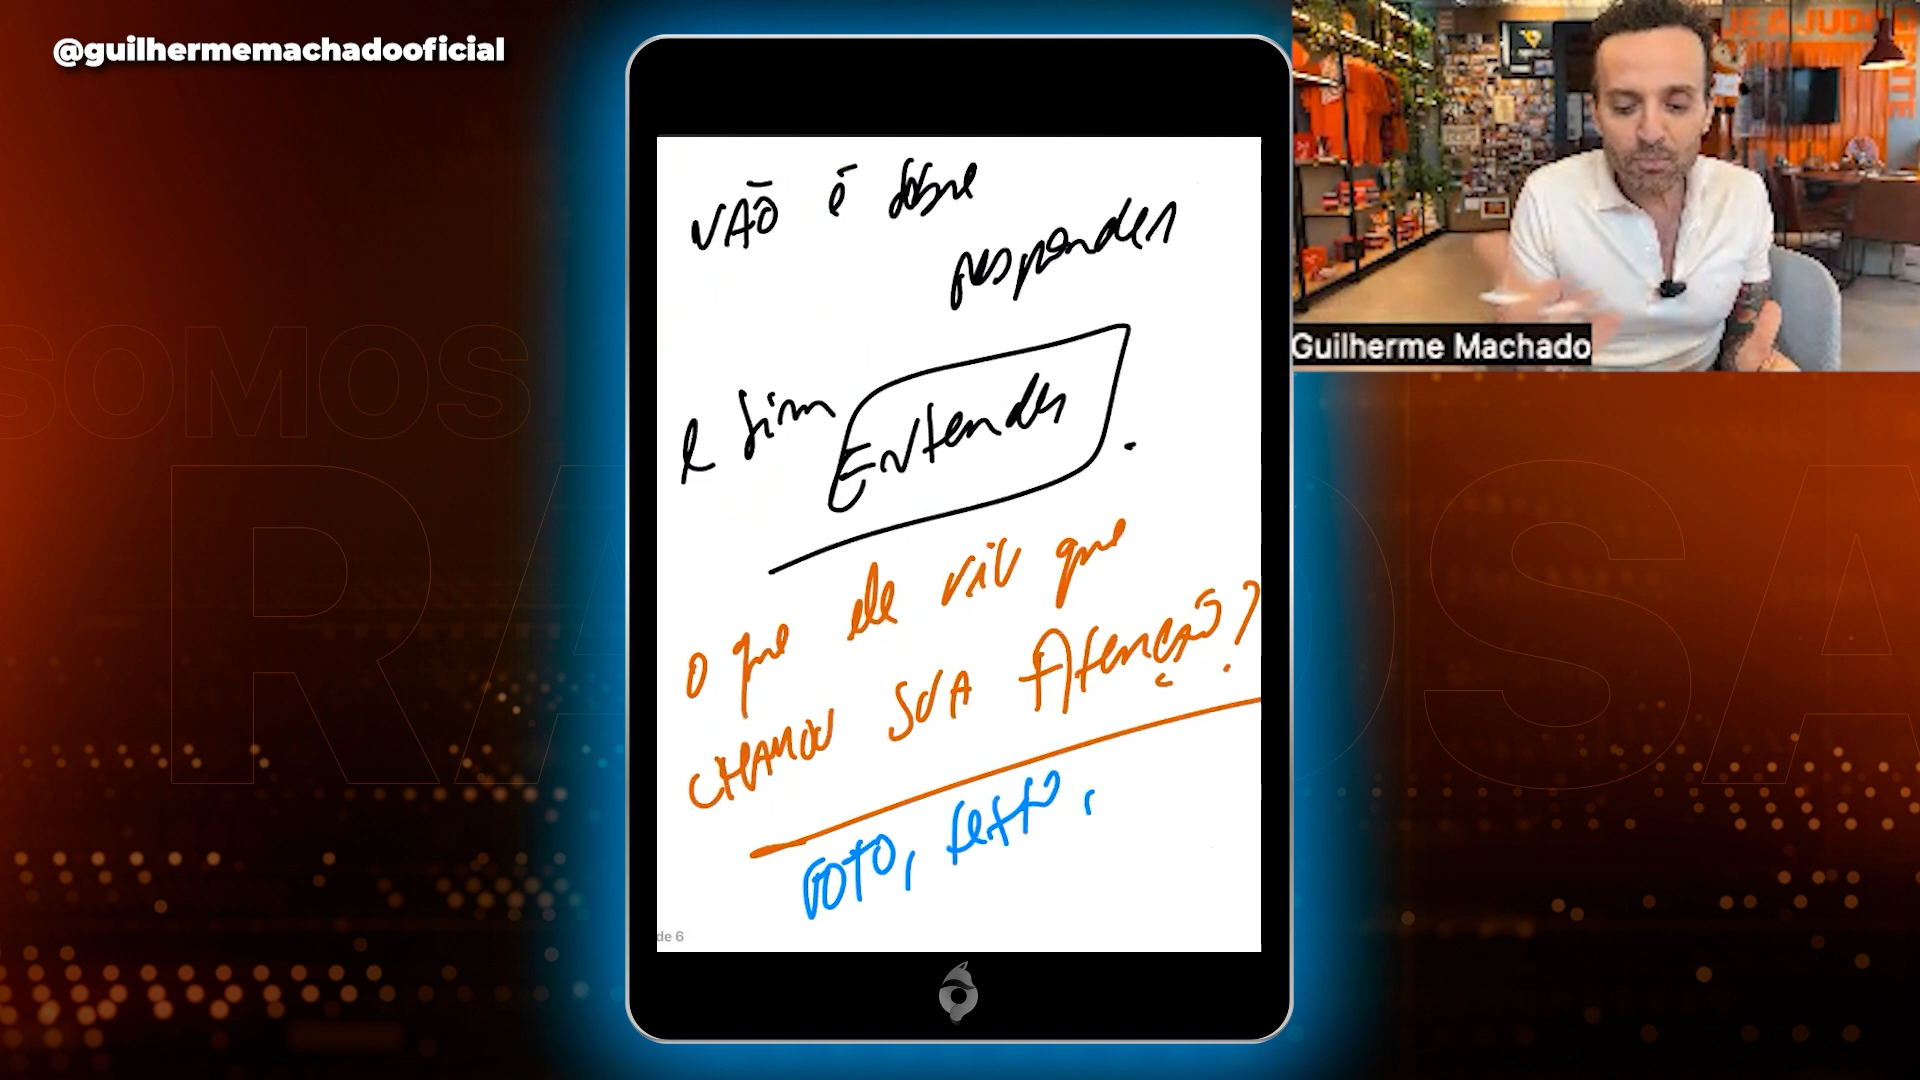 @guilhermemachadooficial
NÃO é sobre
responder
e sim Entender.
o que ele viu que
chamou sua Atenção?
FOTO, texto,
de 6
Guilherme Machado
SOMOS
RAPOSA